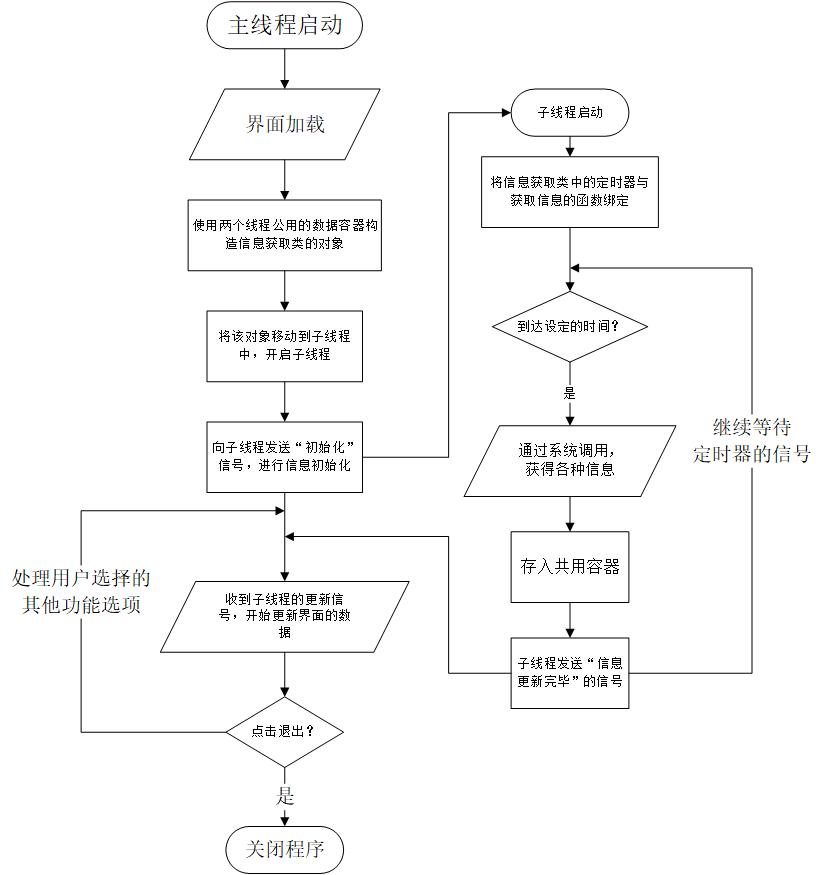 主线程启动
界面加载
使用两个线程公用的数据容器构
造信息获取类的对象
将该对象移动到子线程
中，开启子线程
向子线程发送“初始化”
信号，进行信息初始化
处理用户选择的
其他功能选项
收到子线程的更新信
号，开始更新界面的数
据
点击退出？
是
关闭程序
子线程启动
将信息获取类中的定时器与
获取信息的函数绑定
到达设定的时间？
是
通过系统调用，
获得各种信息
存入共用容器
子线程发送“信息
更新完毕”的信号
继续等待
定时器的信号